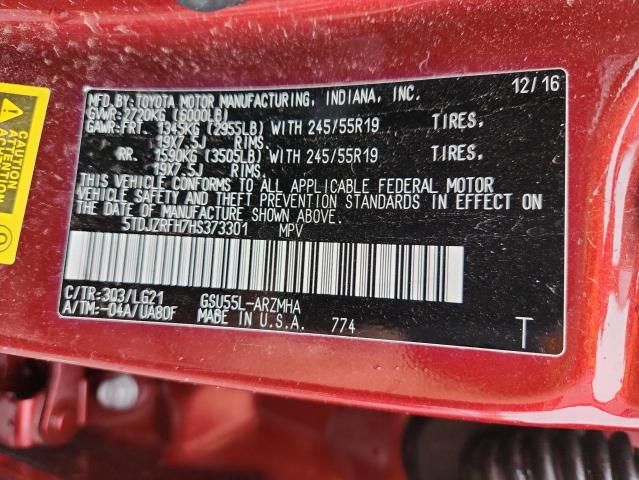 12/16
MFD.BY:TOYOTA MOTOR MANUFACTURING, INDIANA, INC.
GVWR:2720KG (6000LB)
GAWR:FRT. 1345KG (2955LB) WITH 245/55R19 TIRES,
19X7.5J RIMS.
RR. 1590KG (3505LB) WITH 245/55R19 TIRES,
19X7.5J RIMS.
THIS VEHICLE CONFORMS TO ALL APPLICABLE FEDERAL MOTOR
VEHICLE SAFETY AND THEFT PREVENTION STANDARDS IN EFFECT ON
THE DATE OF MANUFACTURE SHOWN ABOVE.
5TDJZRFH7HS373301 MPV
C/TR:3Q3/LG21 GSU55L-ARZMHA
A/TM:-04A/UA80F MADE IN U.S.A. 774
T
CAUTION
ATTENTION